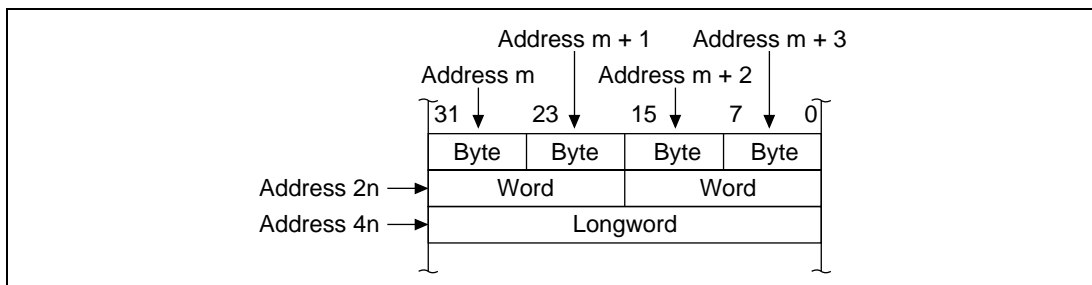 Address m + 1 Address m + 3
Address m Address m + 2
31 23 15 7 0
Byte Byte Byte Byte
Address 2n Word Word
Address 4n Longword